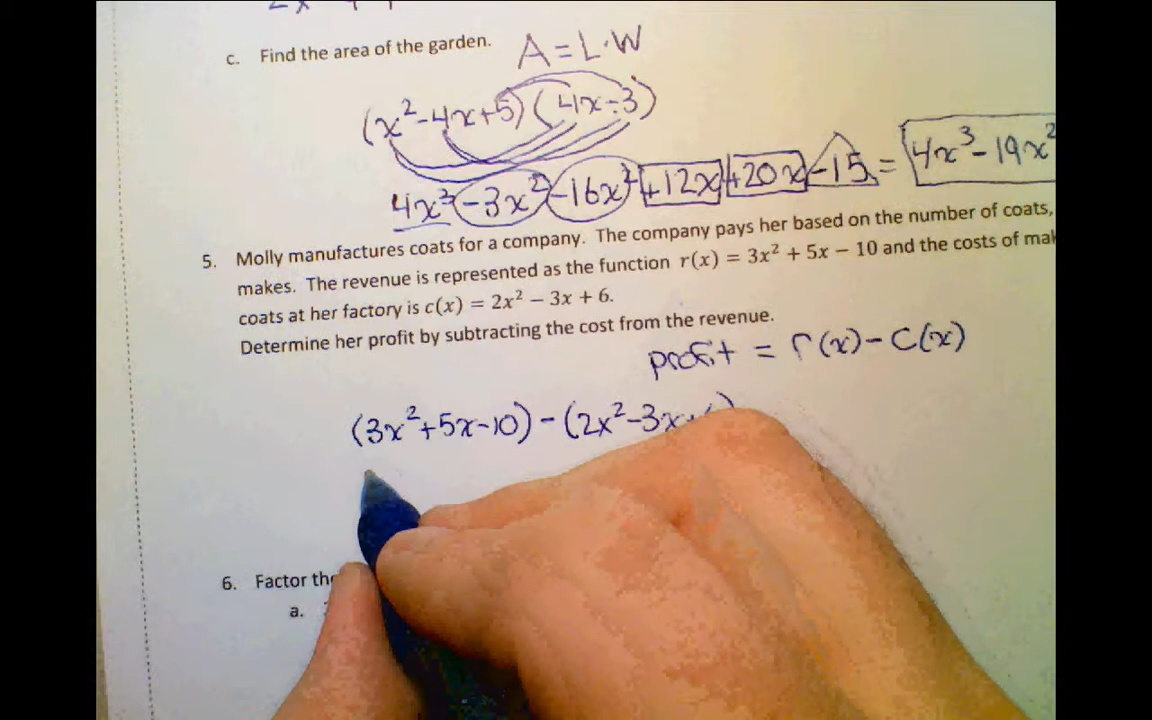 c. Find the area of the garden. A = L·W
(x²-4x+5)(4x-3)
4x³-3x²-16x²+12x+20x-15 = 4x³-19x²
5. Molly manufactures coats for a company. The company pays her based on the number of coats,
makes. The revenue is represented as the function r(x) = 3x² + 5x − 10 and the costs of
coats at her factory is c(x) = 2x² − 3x + 6.
Determine her profit by subtracting the cost from the revenue.
profit = r(x)-C(x)
(3x²+5x-10)-(2x²-3x
6. Factor
a.